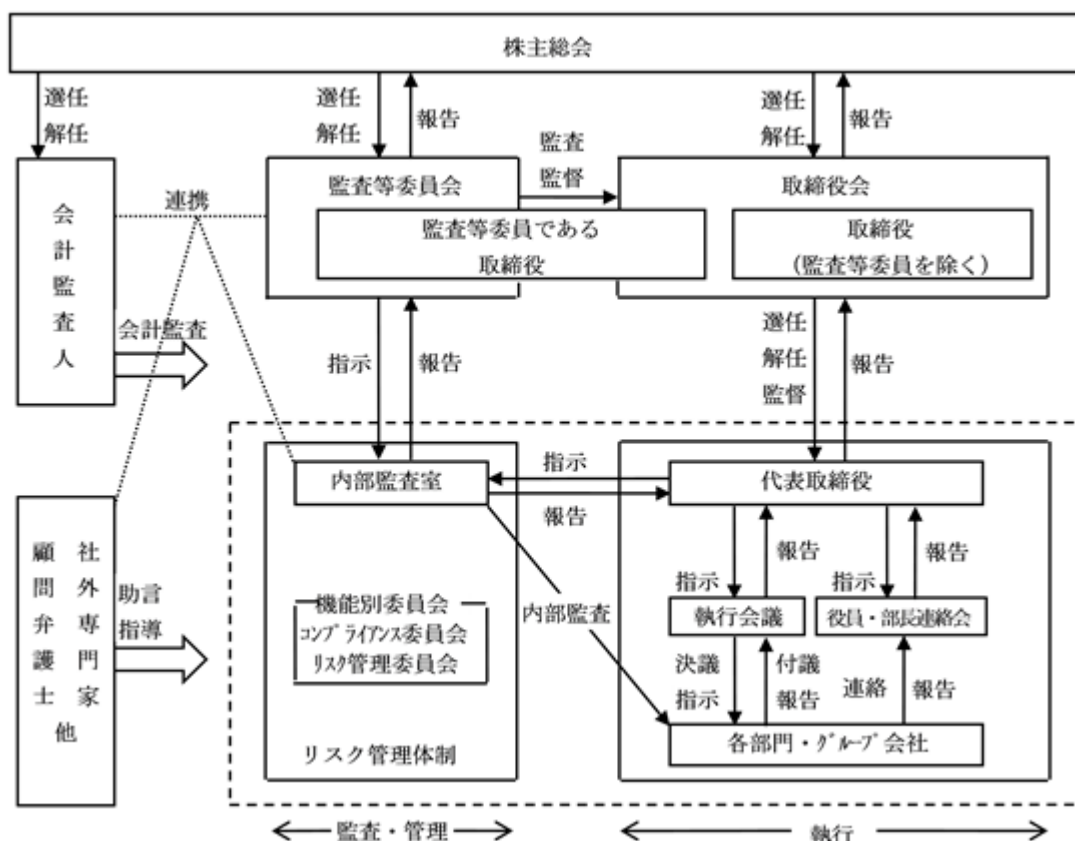 株主総会
選任
解任
選任
解任
報告
選任
解任
報告
監査
監督
会計監査人
連携
監査等委員会
監査等委員である
取締役
取締役会
取締役
(監査等委員を除く)
会計監査
指示
報告
選任
解任
監督
報告
内部監査室
指示
報告
代表取締役
顧問弁護士
社外専門家
他
助言
指導
機能別委員会
コンプライアンス委員会
リスク管理委員会
リスク管理体制
内部監査
指示
報告
指示
報告
執行会議
役員・部長連絡会
決議
指示
付議
報告
連絡
報告
各部門・グループ会社
監査・管理
執行